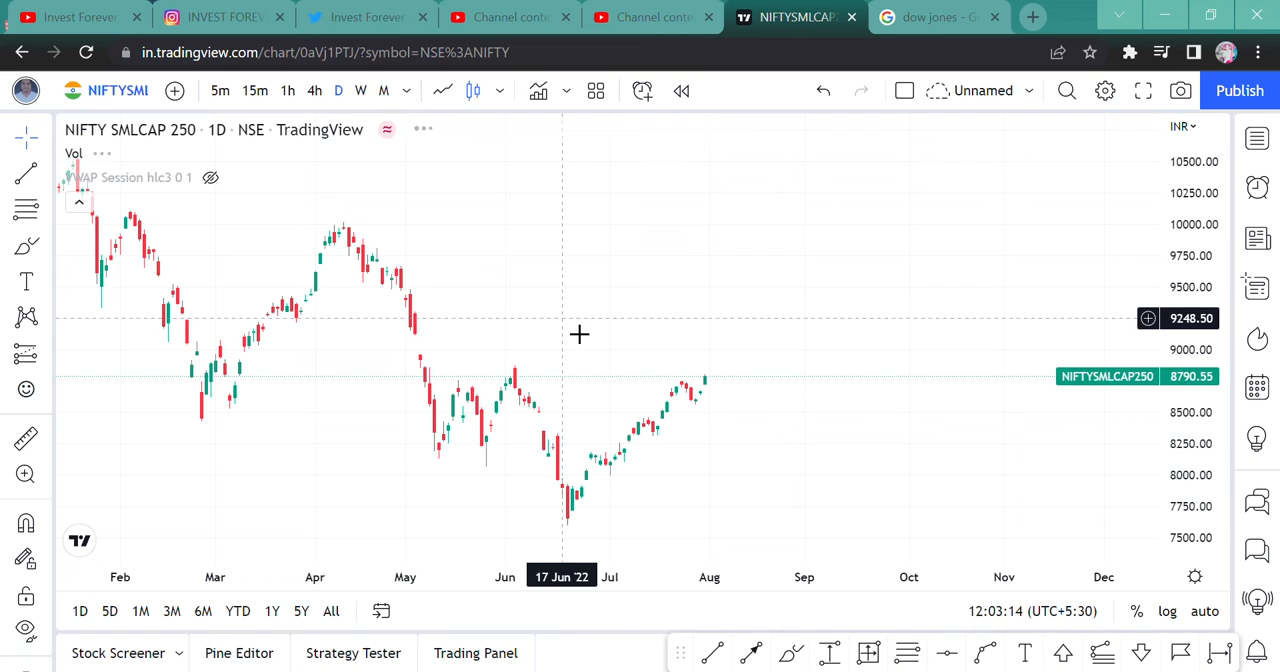 Invest Forever
INVEST FOREV
Invest Forever
Channel conte
Channel conte
NIFTYSMLCAP
dow jones - G
in.tradingview.com/chart/0aVj1PTJ/?symbol=NSE%3ANIFTY
NIFTYSMl
5m 15m 1h 4h D W M
Unnamed
Publish
NIFTY SMLCAP 250 · 1D · NSE · TradingView
INR
Vol
VWAP Session hlc3 0 1
10500.00
10250.00
10000.00
9750.00
9500.00
9248.50
9000.00
NIFTYSMLCAP250 8790.55
8500.00
8250.00
8000.00
7750.00
7500.00
Feb Mar Apr May Jun 17 Jun '22 Jul Aug Sep Oct Nov Dec
1D 5D 1M 3M 6M YTD 1Y 5Y All
12:03:14 (UTC+5:30) % log auto
Stock Screener Pine Editor Strategy Tester Trading Panel